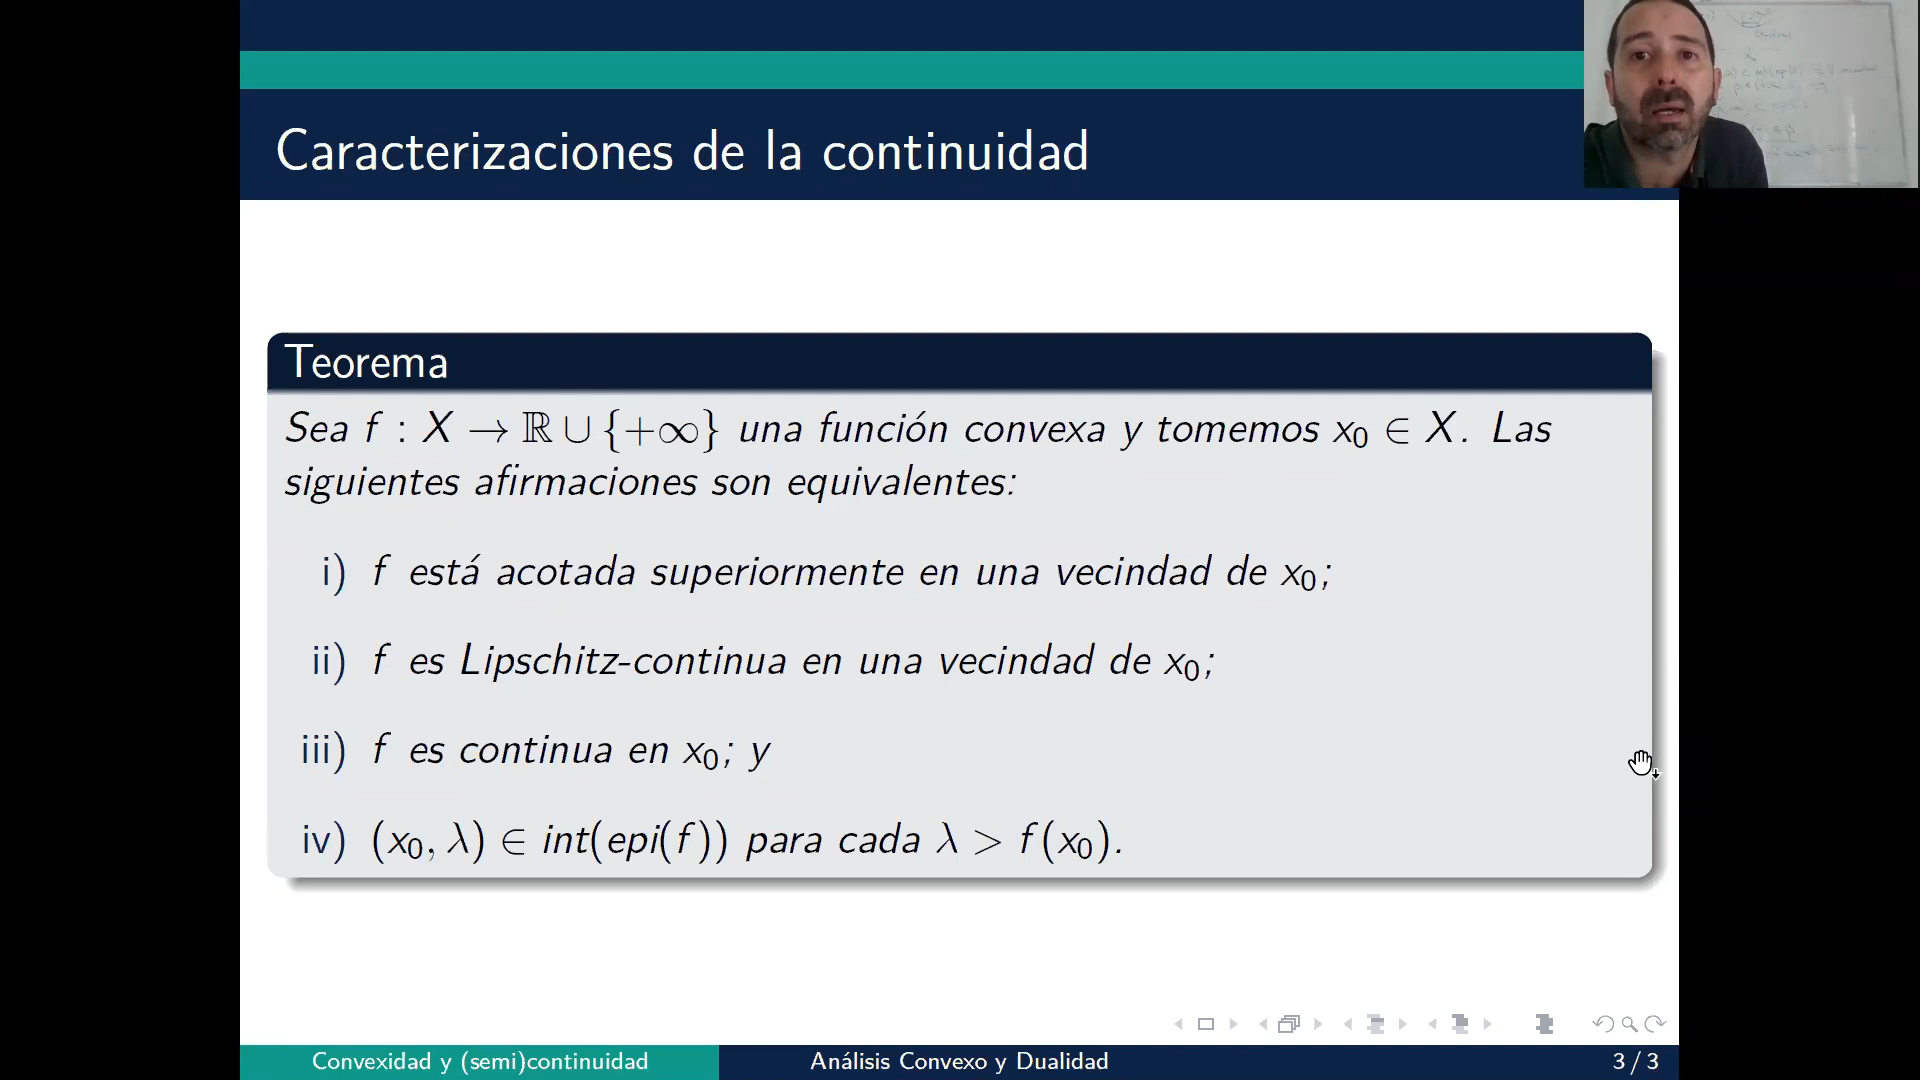 Caracterizaciones de la continuidad
Teorema
Sea f : X → ℝ ∪ {+∞} una función convexa y tomemos x₀ ∈ X. Las
siguientes afirmaciones son equivalentes:
i) f está acotada superiormente en una vecindad de x₀;
ii) f es Lipschitz-continua en una vecindad de x₀;
iii) f es continua en x₀; y
iv) (x₀, λ) ∈ int(epi(f)) para cada λ > f(x₀).
Convexidad y (semi)continuidad
Análisis Convexo y Dualidad
3 / 3